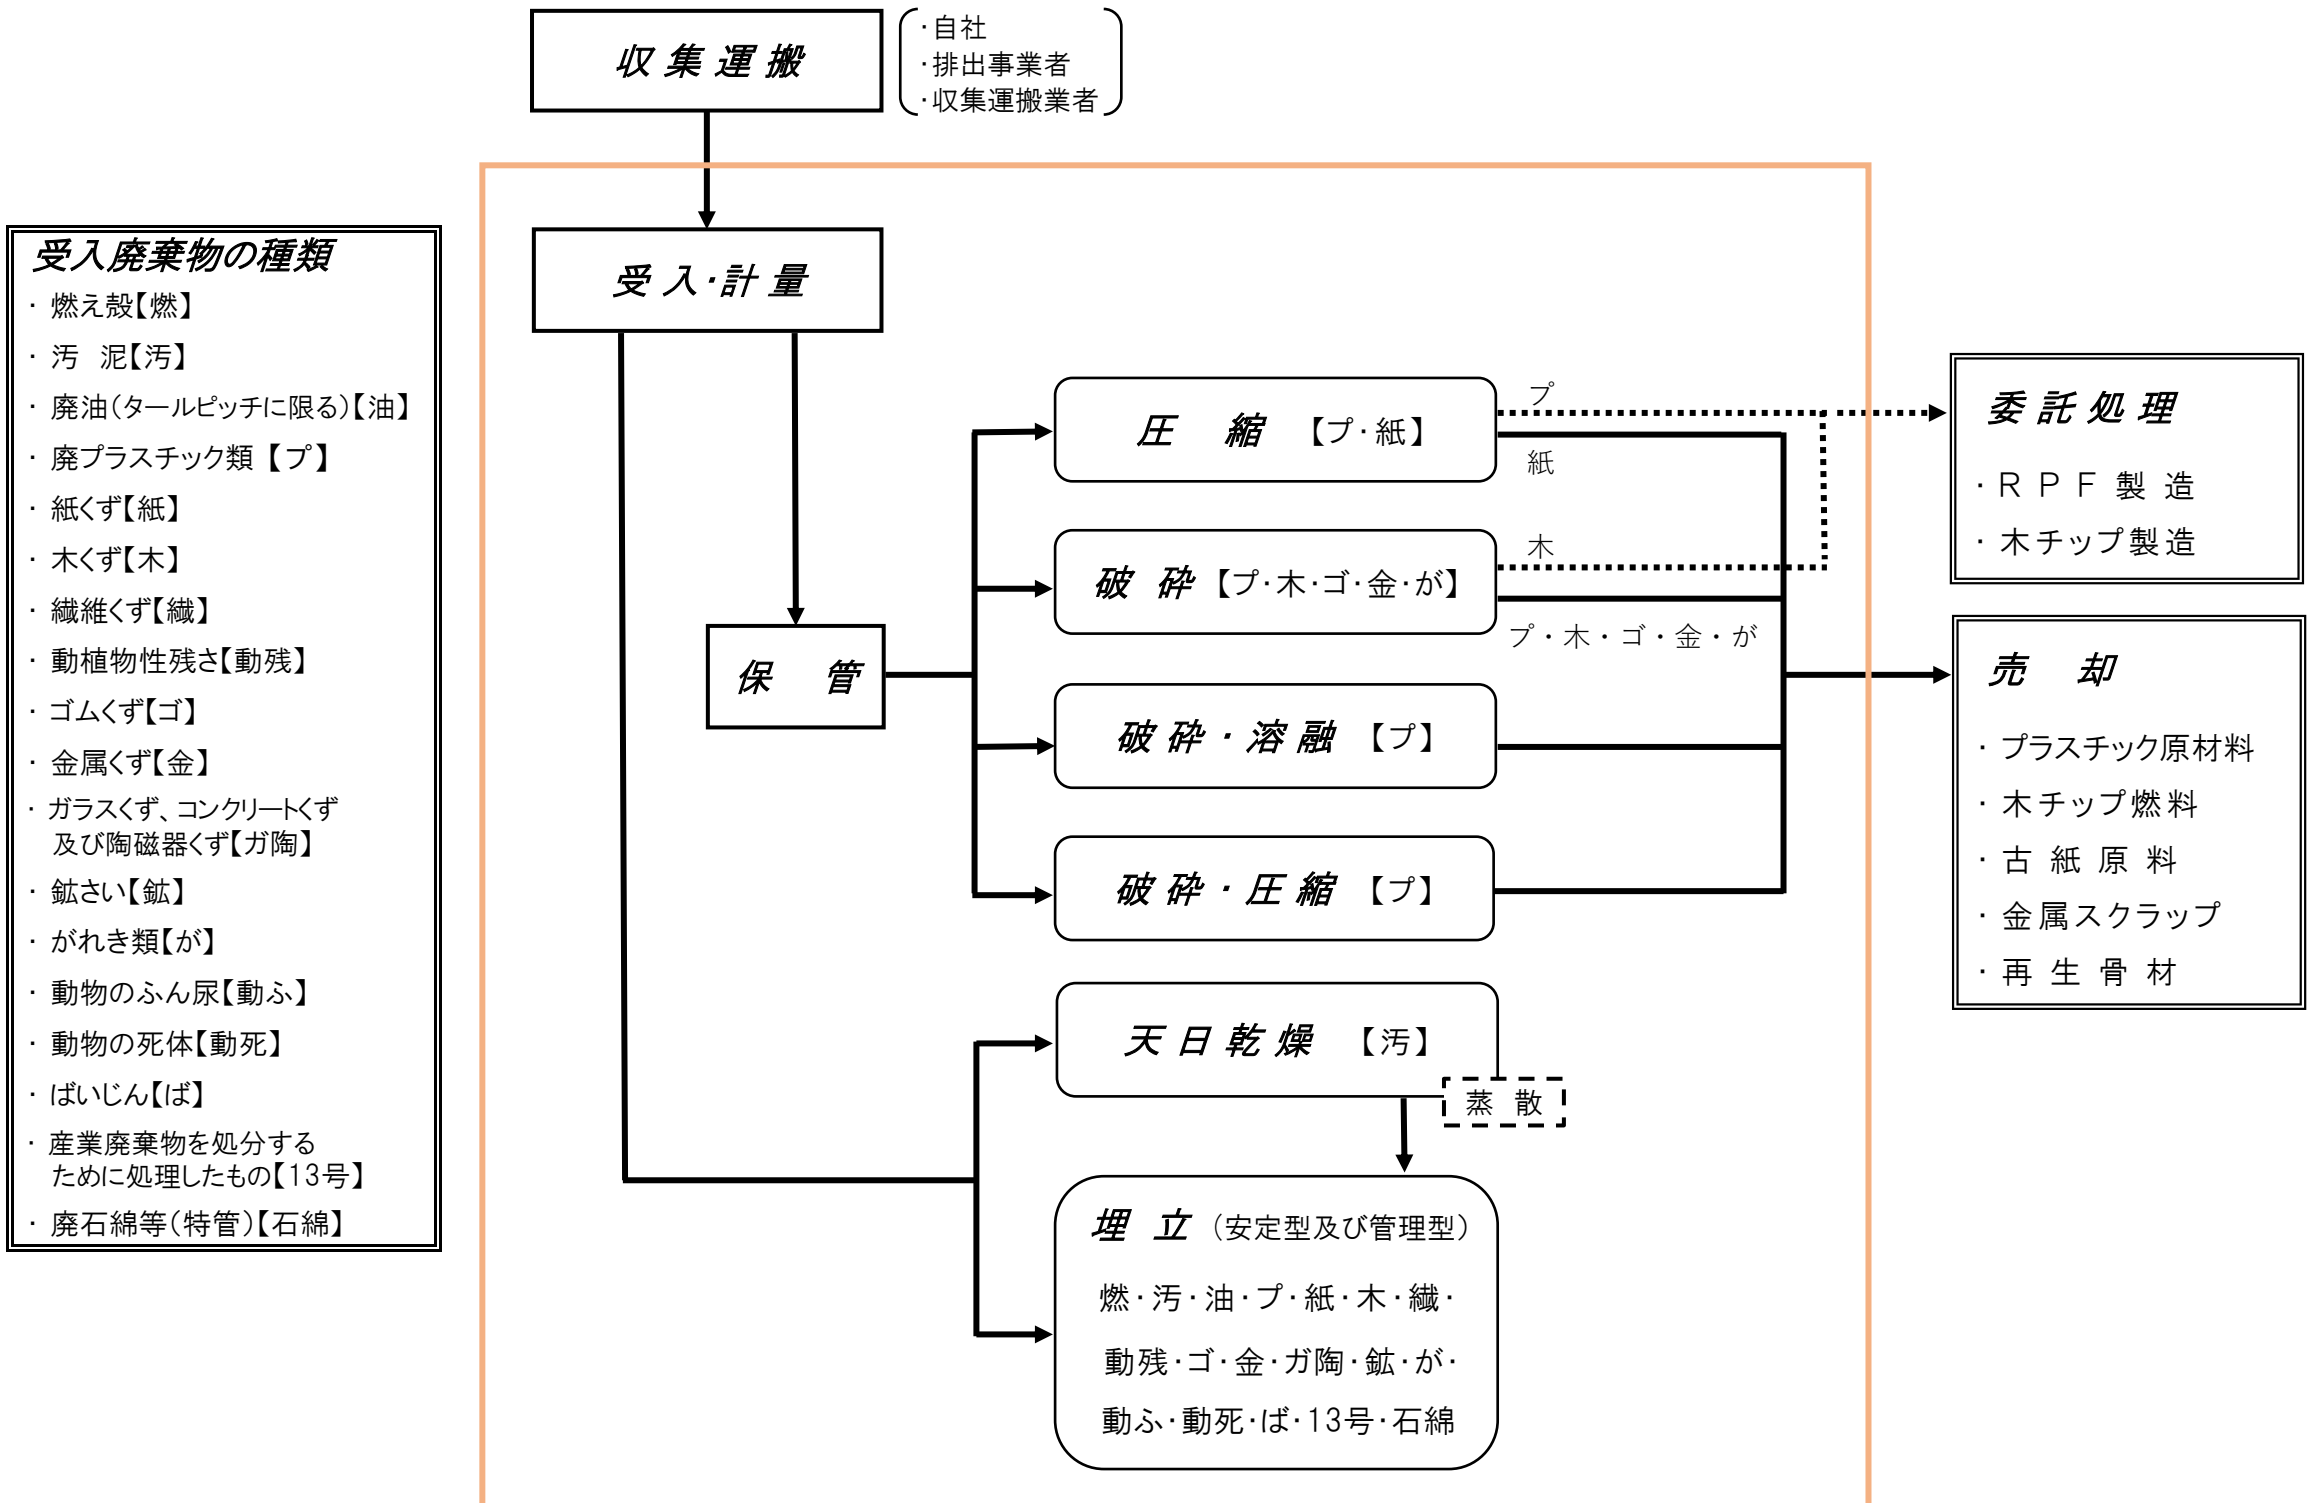 収集運搬
・自社
・排出事業者
・収集運搬業者
受入・計量
受入廃棄物の種類
・ 燃え殻【燃】
・ 汚 泥【汚】
・ 廃油（タールピッチに限る）【油】
・ 廃プラスチック類【プ】
・ 紙くず【紙】
・ 木くず【木】
・ 繊維くず【繊】
・ 動植物性残さ【動残】
・ ゴムくず【ゴ】
・ 金属くず【金】
・ ガラスくず、コンクリートくず
及び陶磁器くず【ガ陶】
・ 鉱さい【鉱】
・ がれき類【が】
・ 動物のふん尿【動ふ】
・ 動物の死体【動死】
・ ばいじん【ば】
・ 産業廃棄物を処分する
ために処理したもの【13号】
・ 廃石綿等（特管）【石綿】
保 管
圧 縮 【プ・紙】
プ
紙
破 砕 【プ・木・ゴ・金・が】
木
プ・木・ゴ・金・が
破砕・溶融 【プ】
破砕・圧縮 【プ】
天日乾燥 【汚】
蒸 散
埋 立 （安定型及び管理型）
燃・汚・油・プ・紙・木・繊・
動残・ゴ・金・ガ陶・鉱・が・
動ふ・動死・ば・13号・石綿
委託処理
・ＲＰＦ製造
・木チップ製造
売 却
・プラスチック原材料
・木チップ燃料
・古紙原料
・金属スクラップ
・再生骨材